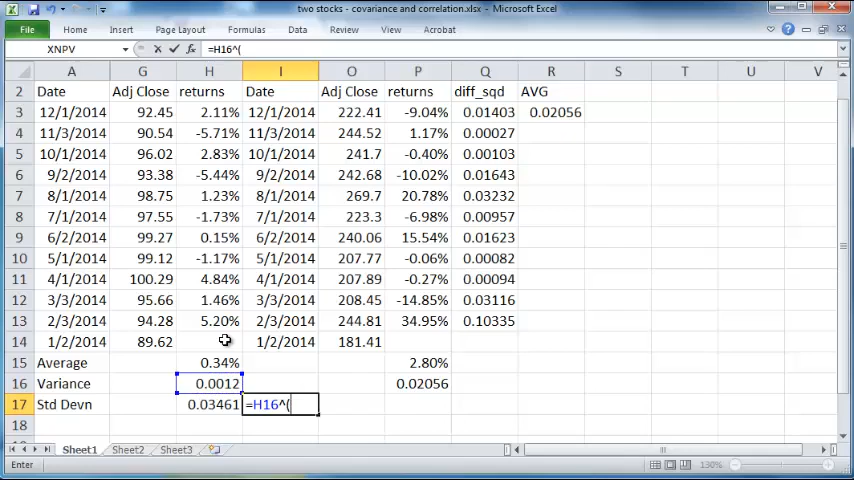 two stocks - covariance and correlation.xlsx - Microsoft Excel
File Home Insert Page Layout Formulas Data Review View Acrobat
XNPV fx =H16^(
A G H I O P Q R S T U V
2 Date Adj Close returns Date Adj Close returns diff_sqd AVG
3 12/1/2014 92.45 2.11% 12/1/2014 222.41 -9.04% 0.01403 0.02056
4 11/3/2014 90.54 -5.71% 11/3/2014 244.52 1.17% 0.00027
5 10/1/2014 96.02 2.83% 10/1/2014 241.7 -0.40% 0.00103
6 9/2/2014 93.38 -5.44% 9/2/2014 242.68 -10.02% 0.01643
7 8/1/2014 98.75 1.23% 8/1/2014 269.7 20.78% 0.03232
8 7/1/2014 97.55 -1.73% 7/1/2014 223.3 -6.98% 0.00957
9 6/2/2014 99.27 0.15% 6/2/2014 240.06 15.54% 0.01623
10 5/1/2014 99.12 -1.17% 5/1/2014 207.77 -0.06% 0.00082
11 4/1/2014 100.29 4.84% 4/1/2014 207.89 -0.27% 0.00094
12 3/3/2014 95.66 1.46% 3/3/2014 208.45 -14.85% 0.03116
13 2/3/2014 94.28 5.20% 2/3/2014 244.81 34.95% 0.10335
14 1/2/2014 89.62 1/2/2014 181.41
15 Average 0.34% 2.80%
16 Variance 0.0012 0.02056
17 Std Devn 0.03461 =H16^(
18
Sheet1 Sheet2 Sheet3
Enter 130%